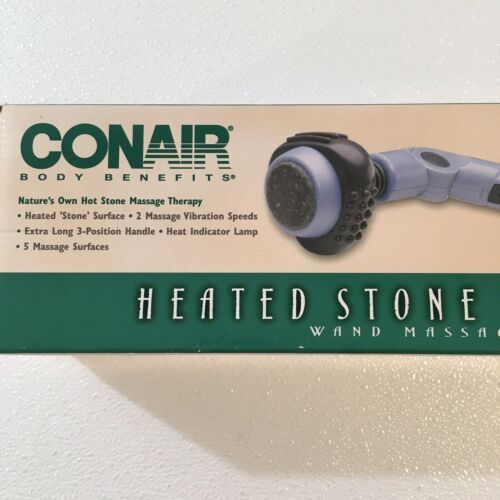 CONAIR®
BODY BENEFITS®
Nature's Own Hot Stone Massage Therapy
• Heated 'Stone' Surface • 2 Massage Vibration Speeds
• Extra Long 3-Position Handle • Heat Indicator Lamp
• 5 Massage Surfaces
HEATED STONE
WAND MASSAG